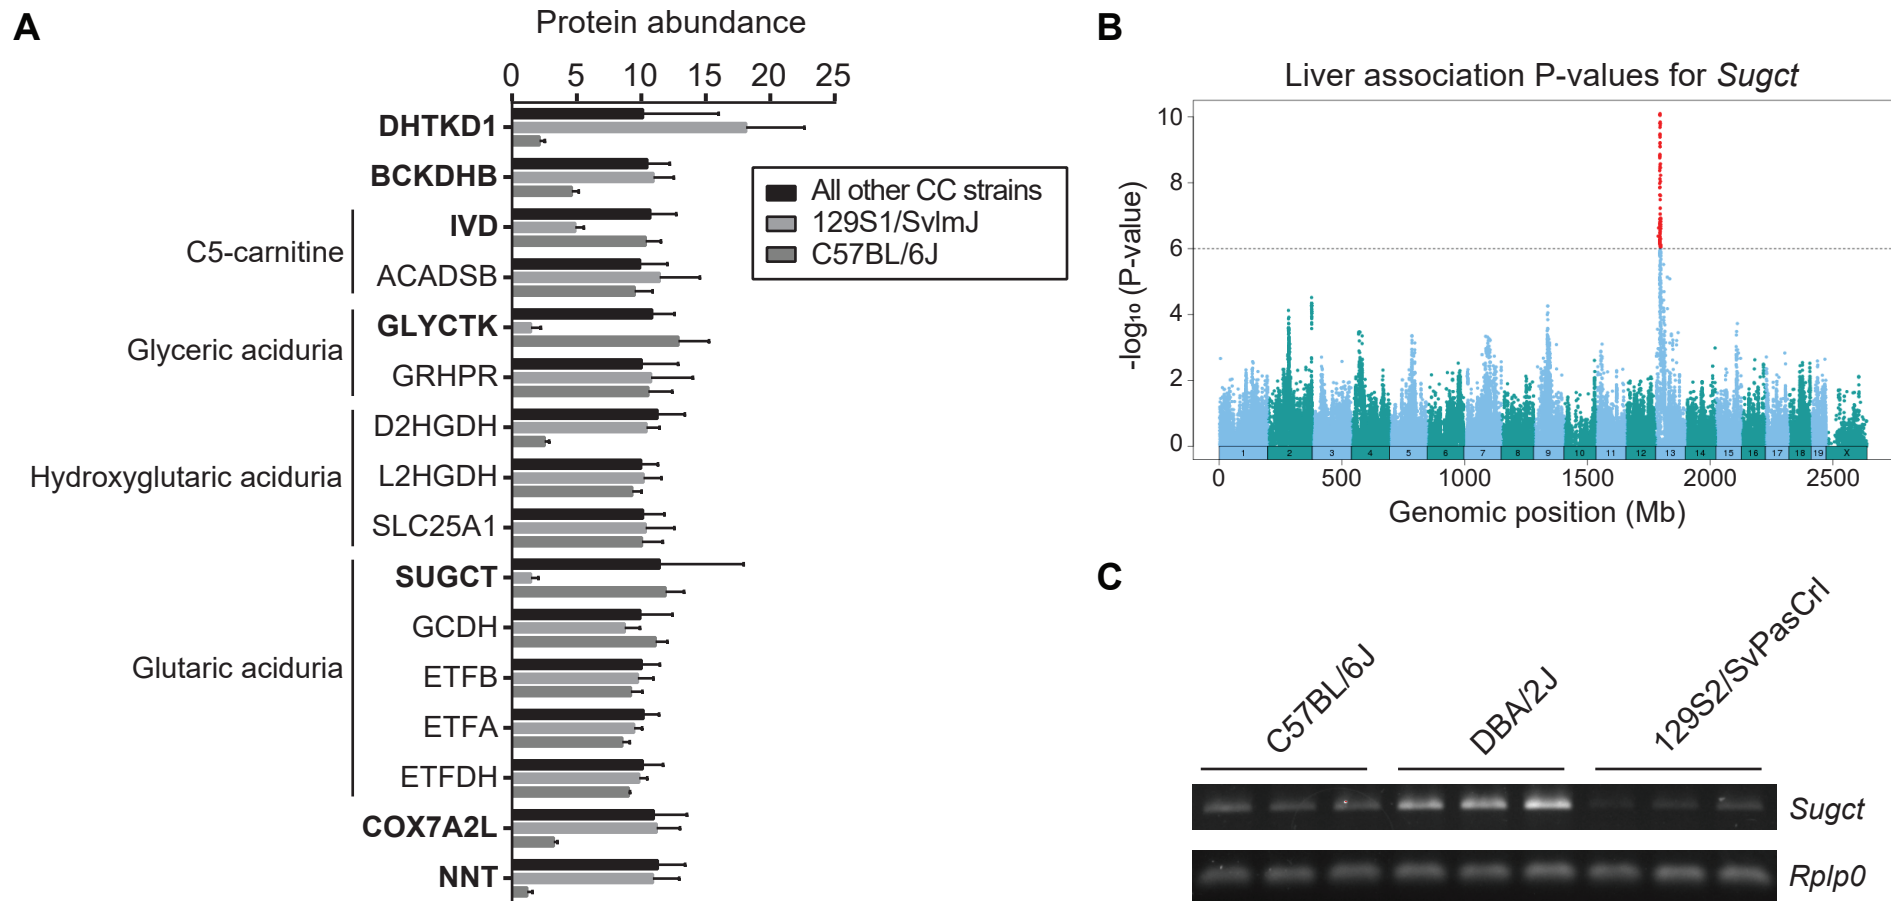 A
Protein abundance
0 5 10 15 20 25
DHTKD1
BCKDHB
IVD
ACADSB
GLYCTK
GRHPR
D2HGDH
L2HGDH
SLC25A1
SUGCT
GCDH
ETFB
ETFA
ETFDH
COX7A2L
NNT
C5-carnitine
Glyceric aciduria
Hydroxyglutaric aciduria
Glutaric aciduria
All other CC strains
129S1/SvImJ
C57BL/6J
B
Liver association P-values for Sugct
-log₁₀ (P-value)
10
8
6
4
2
0
1 2 3 4 5 6 7 8 9 10 11 12 13 14 15 16 17 18 19 X
0 500 1000 1500 2000 2500
Genomic position (Mb)
C
C57BL/6J
DBA/2J
129S2/SvPasCrl
Sugct
Rplp0